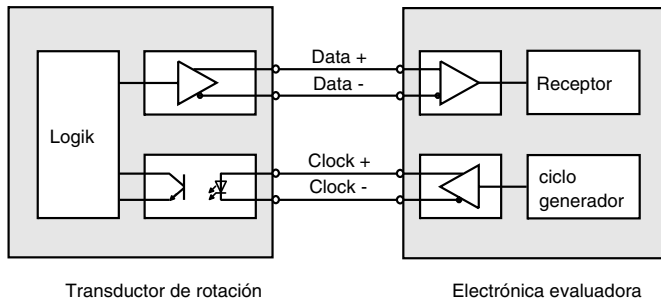 Data +
Data -
Receptor
Logik
Clock +
Clock -
ciclo
generador
Transductor de rotación
Electrónica evaluadora